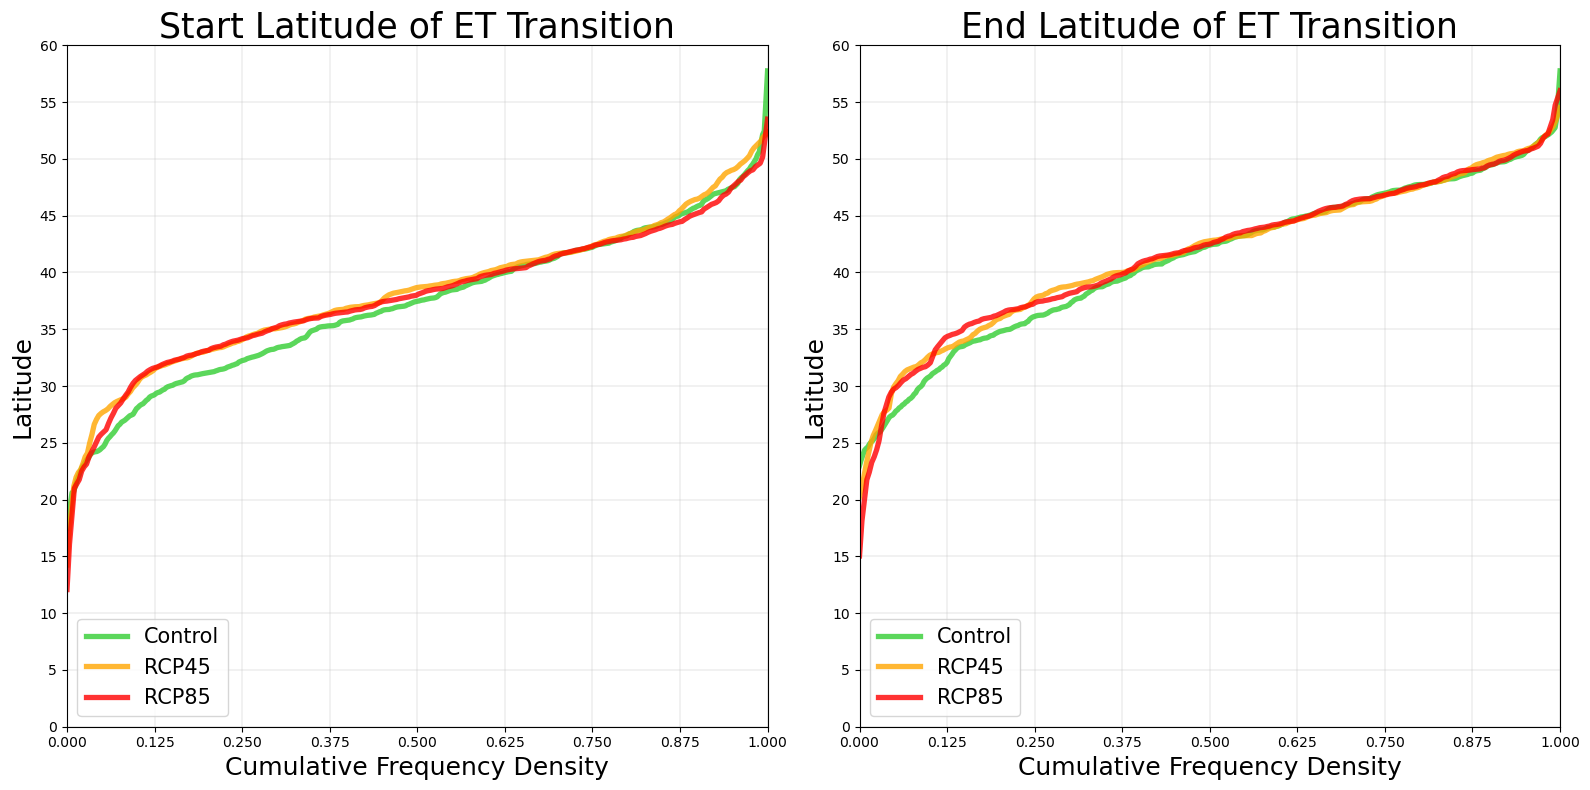 Start Latitude of ET Transition
60
55
50
45
40
35
30
25
20
15
10
5
0
Latitude
Control
RCP45
RCP85
0.000 0.125 0.250 0.375 0.500 0.625 0.750 0.875 1.000
Cumulative Frequency Density
End Latitude of ET Transition
60
55
50
45
40
35
30
25
20
15
10
5
0
Latitude
Control
RCP45
RCP85
0.000 0.125 0.250 0.375 0.500 0.625 0.750 0.875 1.000
Cumulative Frequency Density